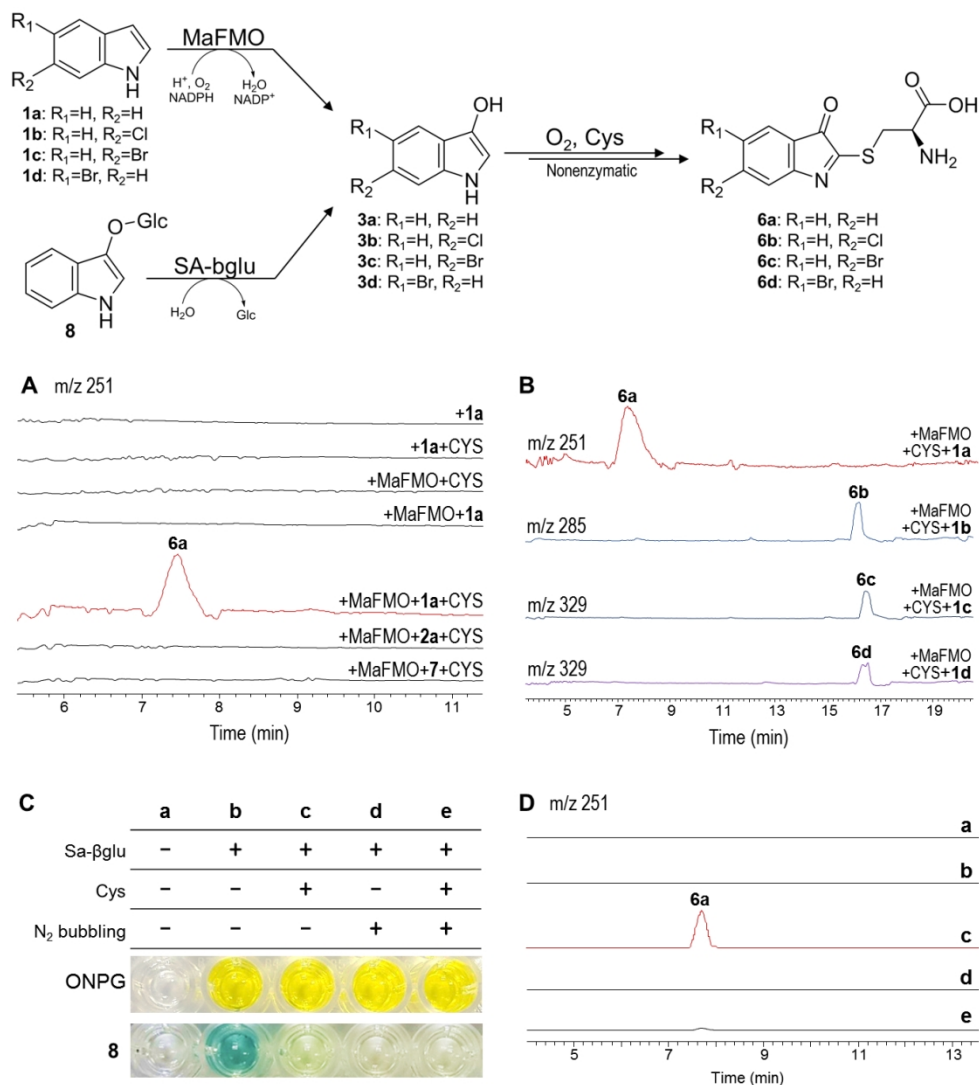 R₁
R₂
N
H
1a: R₁=H, R₂=H
1b: R₁=H, R₂=Cl
1c: R₁=H, R₂=Br
1d: R₁=Br, R₂=H
MaFMO
H⁺, O₂
NADPH
H₂O
NADP⁺
O-Glc
N
H
8
SA-bglu
H₂O
Glc
R₁
R₂
OH
N
H
3a: R₁=H, R₂=H
3b: R₁=H, R₂=Cl
3c: R₁=H, R₂=Br
3d: R₁=Br, R₂=H
O₂, Cys
Nonenzymatic
R₁
R₂
O
N
S
O
OH
NH₂
6a: R₁=H, R₂=H
6b: R₁=H, R₂=Cl
6c: R₁=H, R₂=Br
6d: R₁=Br, R₂=H
A m/z 251
+1a
+1a+CYS
+MaFMO+CYS
+MaFMO+1a
6a
+MaFMO+1a+CYS
+MaFMO+2a+CYS
+MaFMO+7+CYS
6 7 8 9 10 11
Time (min)
B
6a
m/z 251
+MaFMO
+CYS+1a
6b
m/z 285
+MaFMO
+CYS+1b
6c
m/z 329
+MaFMO
+CYS+1c
6d
m/z 329
+MaFMO
+CYS+1d
5 7 9 11 13 15 17 19
Time (min)
C a b c d e
Sa-βglu − + + + +
Cys − − + − +
N₂ bubbling − − − + +
ONPG
8
D m/z 251
a
b
6a
c
d
e
5 7 9 11 13
Time (min)